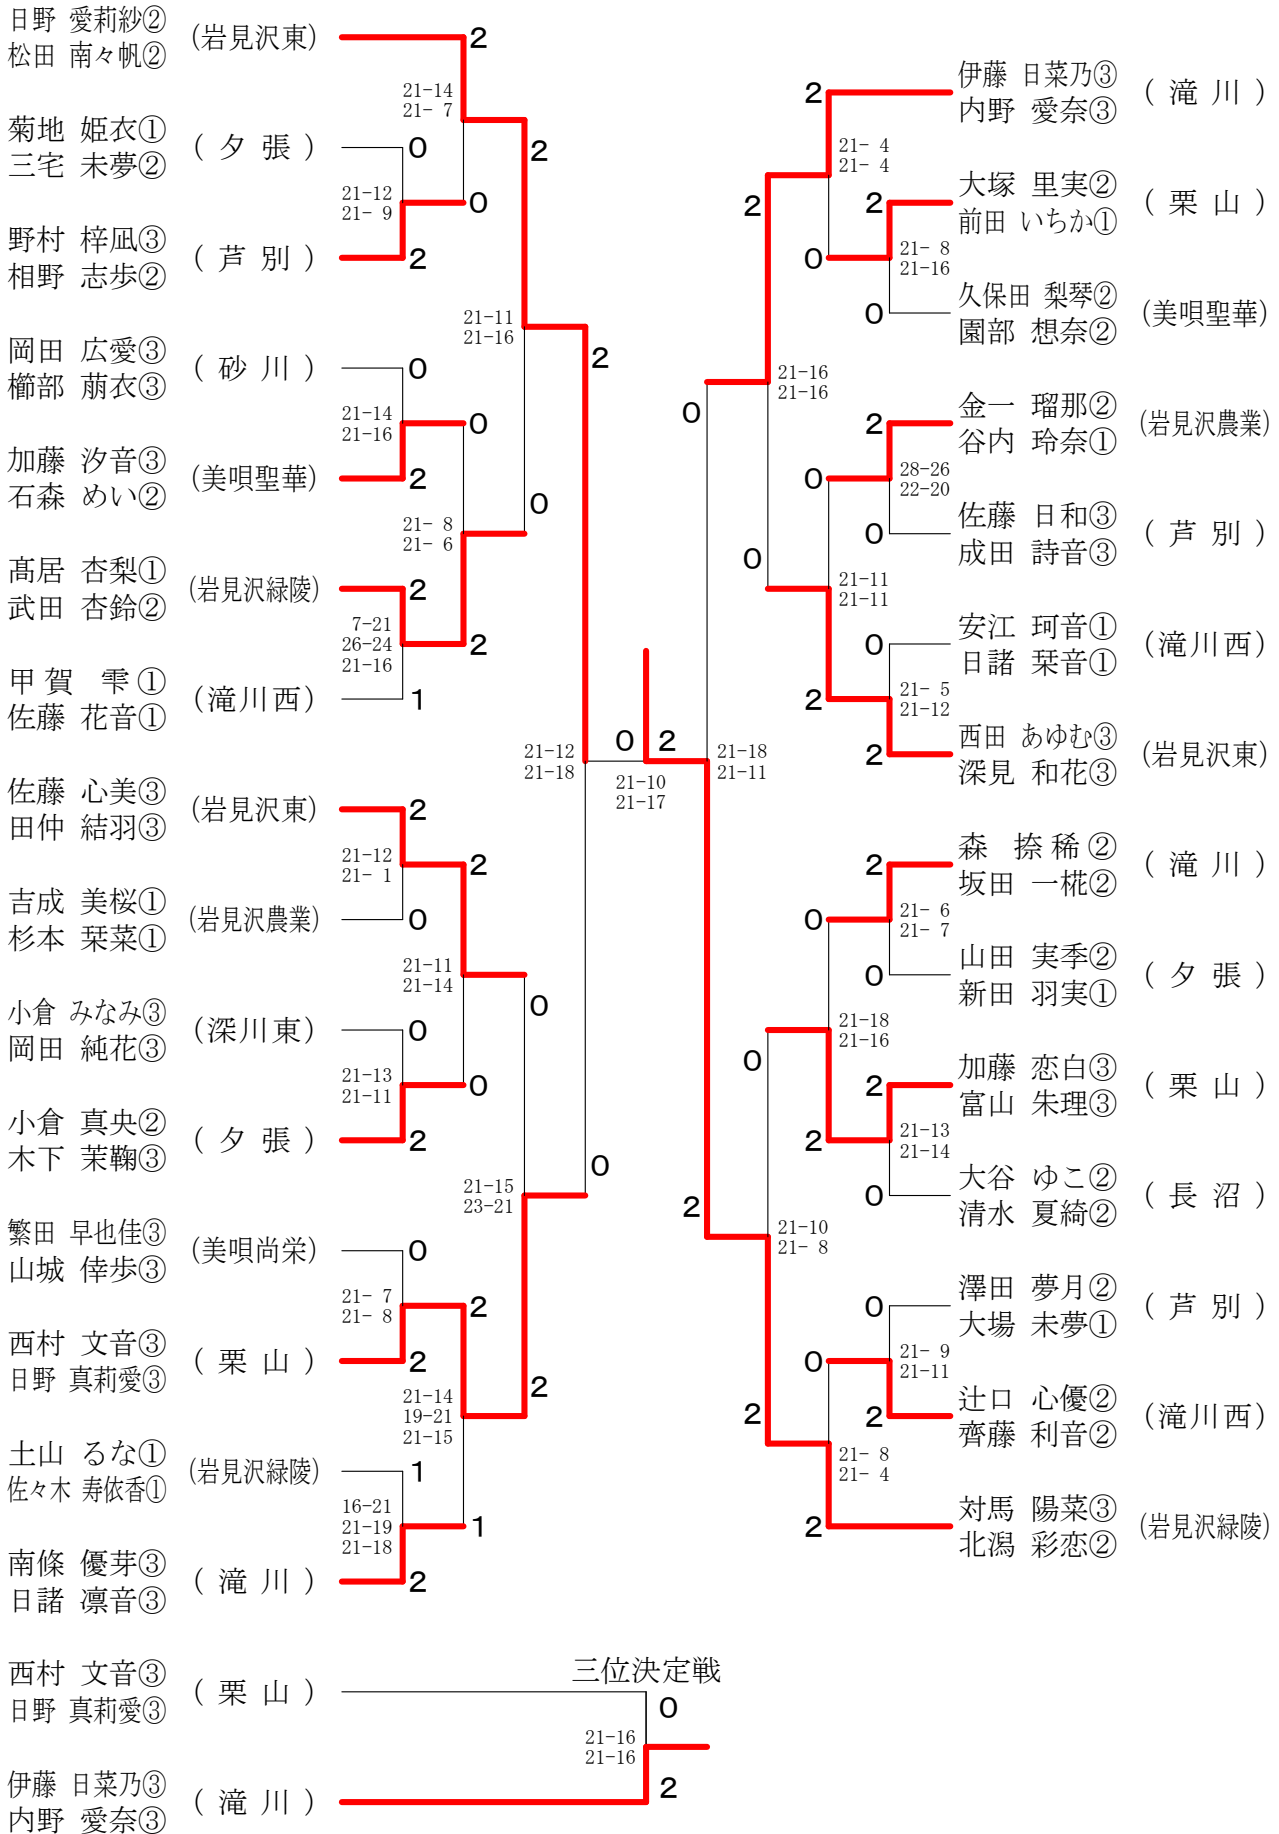 日野 愛莉紗②
松田 南々帆②
(岩見沢東)
2
21-14
21- 7
菊地 姫衣①
三宅 未夢②
( 夕 張 )
0
2
21-12
21- 9
0
野村 梓凪③
相野 志歩②
( 芦 別 )
2
21-11
21-16
岡田 広愛③
櫛部 萠衣③
( 砂 川 )
0
2
21-14
21-16
0
加藤 汐音③
石森 めい②
(美唄聖華)
2
0
21- 8
21- 6
髙居 杏梨①
武田 杏鈴②
(岩見沢緑陵)
2
7-21
26-24
21-16
2
甲賀 雫①
佐藤 花音①
(滝川西)
1
21-12
21-18
0
2
21-10
21-17
佐藤 心美③
田仲 結羽③
(岩見沢東)
2
21-12
21- 1
2
吉成 美桜①
杉本 栞菜①
(岩見沢農業)
0
21-11
21-14
0
小倉 みなみ③
岡田 純花③
(深川東)
0
21-13
21-11
0
小倉 真央②
木下 茉鞠③
( 夕 張 )
2
0
21-15
23-21
繁田 早也佳③
山城 倖歩③
(美唄尚栄)
0
21- 7
21- 8
2
西村 文音③
日野 真莉愛③
( 栗 山 )
2
2
21-14
19-21
21-15
土山 るな①
佐々木 寿依香①
(岩見沢緑陵)
1
16-21
21-19
21-18
1
南條 優芽③
日諸 凛音③
( 滝 川 )
2
2
伊藤 日菜乃③
内野 愛奈③
( 滝 川 )
21- 4
21- 4
2
2
大塚 里実②
前田 いちか①
( 栗 山 )
0
21- 8
21-16
0
久保田 梨琴②
園部 想奈②
(美唄聖華)
0
21-16
21-16
2
金一 瑠那②
谷内 玲奈①
(岩見沢農業)
0
28-26
22-20
0
佐藤 日和③
成田 詩音③
( 芦 別 )
0
21-11
21-11
0
安江 珂音①
日諸 栞音①
(滝川西)
2
21- 5
21-12
2
西田 あゆむ③
深見 和花③
(岩見沢東)
21-18
21-11
2
森 捺稀②
坂田 一椛②
( 滝 川 )
0
21- 6
21- 7
0
山田 実季②
新田 羽実①
( 夕 張 )
21-18
21-16
0
2
加藤 恋白③
富山 朱理③
( 栗 山 )
2
21-13
21-14
0
大谷 ゆこ②
清水 夏綺②
( 長 沼 )
2
21-10
21- 8
0
澤田 夢月②
大場 未夢①
( 芦 別 )
0
21- 9
21-11
2
辻口 心優②
齊藤 利音②
(滝川西)
2
21- 8
21- 4
2
対馬 陽菜③
北潟 彩恋②
(岩見沢緑陵)
三位決定戦
西村 文音③
日野 真莉愛③
( 栗 山 )
0
21-16
21-16
伊藤 日菜乃③
内野 愛奈③
( 滝 川 )
2